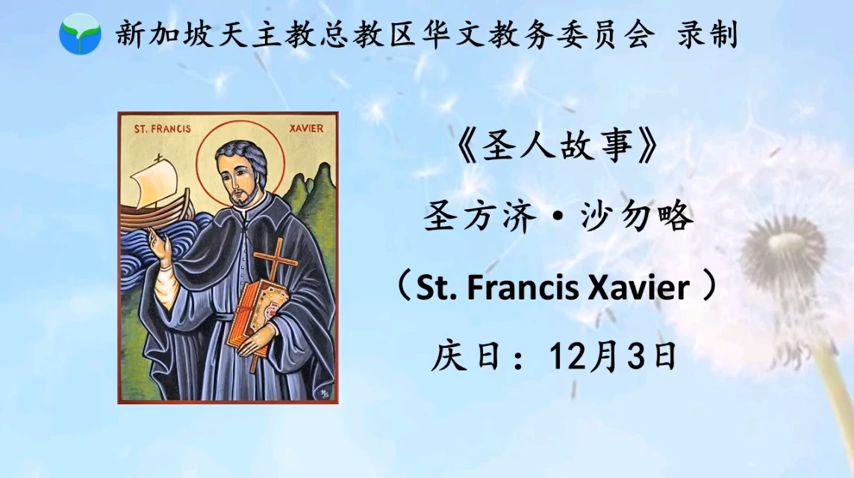 新加坡天主教总教区华文教务委员会 录制
ST. FRANCIS XAVIER
《圣人故事》
圣方济·沙勿略
（St. Francis Xavier ）
庆日：12月3日